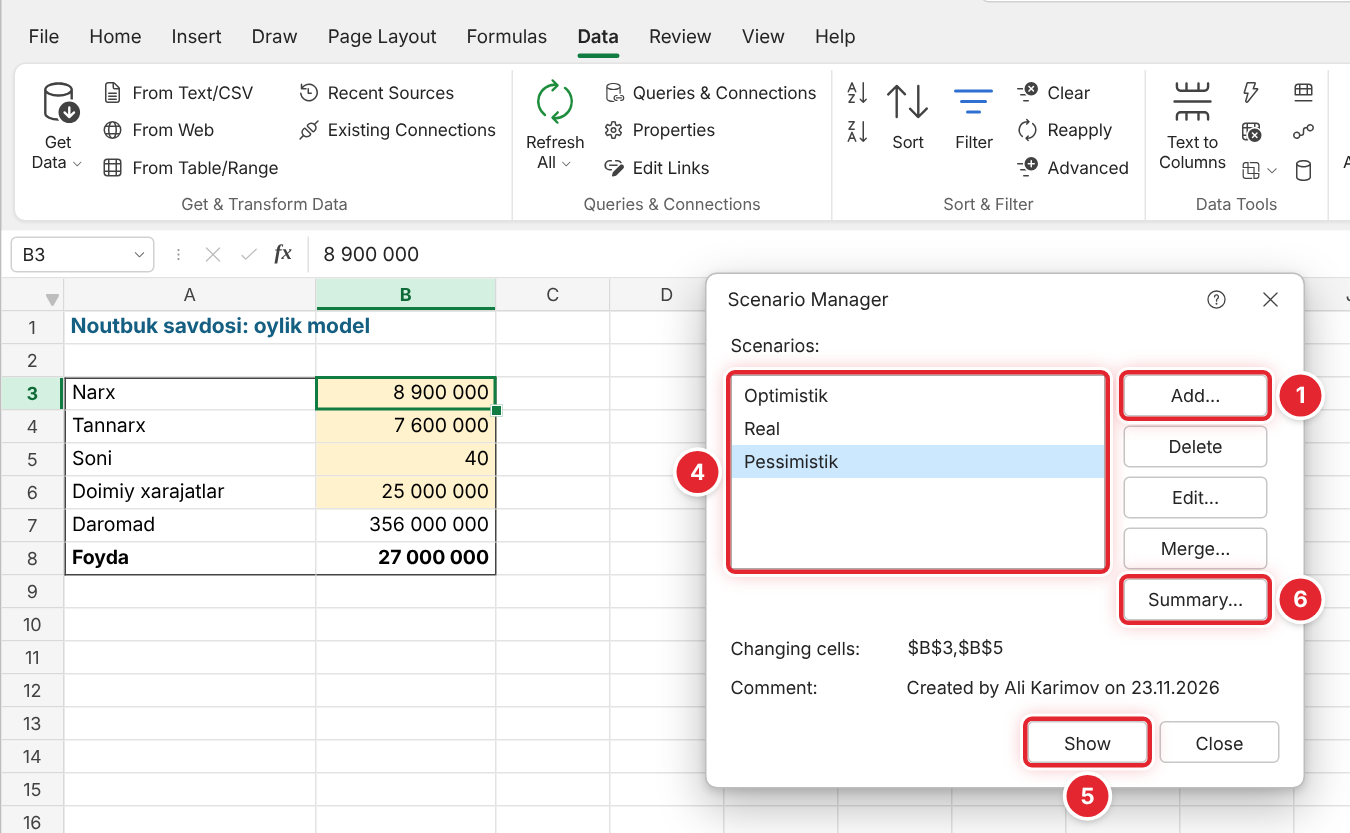 File Home Insert Draw Page Layout Formulas Data Review View Help
From Text/CSV Recent Sources Queries & Connections Clear
From Web Existing Connections Properties Reapply
From Table/Range Edit Links Advanced
Get
Data
Refresh
All
Sort Filter
Text to
Columns
Get & Transform Data Queries & Connections Sort & Filter Data Tools
B3 fx 8 900 000
A B C D
1 Noutbuk savdosi: oylik model
2
3 Narx 8 900 000
4 Tannarx 7 600 000
5 Soni 40
6 Doimiy xarajatlar 25 000 000
7 Daromad 356 000 000
8 Foyda 27 000 000
9
10
11
12
13
14
15
16
Scenario Manager
Scenarios:
Optimistik
Real
Pessimistik
4
Add... 1
Delete
Edit...
Merge...
Summary... 6
Changing cells: $B$3,$B$5
Comment: Created by Ali Karimov on 23.11.2026
Show Close
5